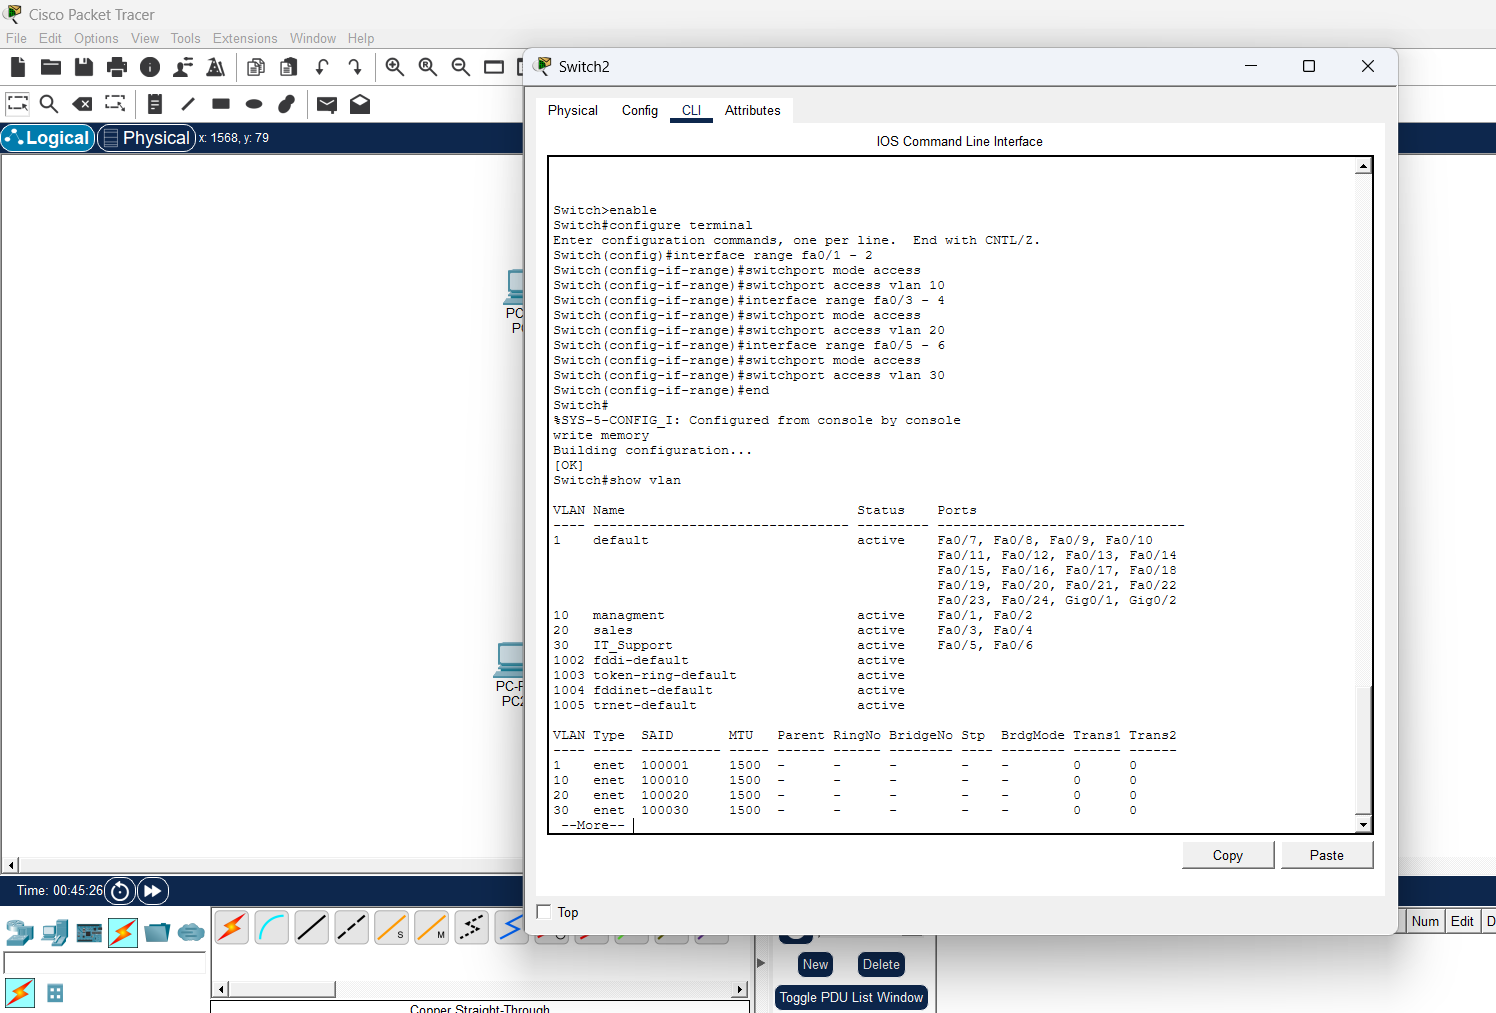 Cisco Packet Tracer
File Edit Options View Tools Extensions Window Help
Logical Physical x: 1568, y: 79
Switch2
Physical Config CLI Attributes
IOS Command Line Interface
Switch>enable
Switch#configure terminal
Enter configuration commands, one per line.  End with CNTL/Z.
Switch(config)#interface range fa0/1 - 2
Switch(config-if-range)#switchport mode access
Switch(config-if-range)#switchport access vlan 10
Switch(config-if-range)#interface range fa0/3 - 4
Switch(config-if-range)#switchport mode access
Switch(config-if-range)#switchport access vlan 20
Switch(config-if-range)#interface range fa0/5 - 6
Switch(config-if-range)#switchport mode access
Switch(config-if-range)#switchport access vlan 30
Switch(config-if-range)#end
Switch#
%SYS-5-CONFIG_I: Configured from console by console
write memory
Building configuration...
[OK]
Switch#show vlan
VLAN Name                             Status    Ports
---- -------------------------------- --------- -------------------------------
1    default                          active    Fa0/7, Fa0/8, Fa0/9, Fa0/10
Fa0/11, Fa0/12, Fa0/13, Fa0/14
Fa0/15, Fa0/16, Fa0/17, Fa0/18
Fa0/19, Fa0/20, Fa0/21, Fa0/22
Fa0/23, Fa0/24, Gig0/1, Gig0/2
10   managment                        active    Fa0/1, Fa0/2
20   sales                            active    Fa0/3, Fa0/4
30   IT_Support                       active    Fa0/5, Fa0/6
1002 fddi-default                     active
1003 token-ring-default               active
1004 fddinet-default                  active
1005 trnet-default                    active
VLAN Type  SAID       MTU   Parent RingNo BridgeNo Stp  BrdgMode Trans1 Trans2
---- ----- ---------- ----- ------ ------ -------- ---- -------- ------ ------
1    enet  100001     1500  -      -      -        -    -        0      0
10   enet  100010     1500  -      -      -        -    -        0      0
20   enet  100020     1500  -      -      -        -    -        0      0
30   enet  100030     1500  -      -      -        -    -        0      0
--More--
Copy Paste
Top
Time: 00:45:26
Num Edit
S M
New Delete
Toggle PDU List Window
Copper Straight-Through